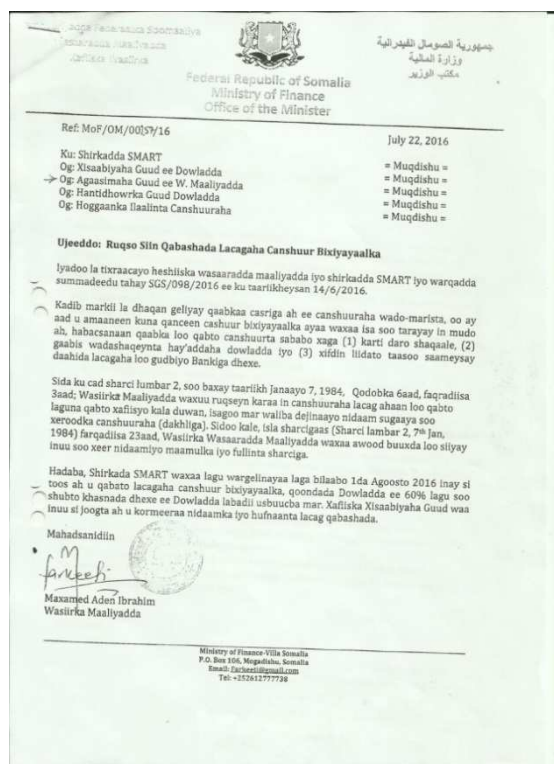 جمهورية الصومال الفيدرالية
وزارة المالية
مكتب الوزير
Federal Republic of Somalia
Ministry of Finance
Office of the Minister
Ref: MoF/OM/00157/16
July 22, 2016
Ku: Shirkadda SMART = Muqdishu =
Og: Xisaabiyaha Guud ee Dowladda = Muqdishu =
Og: Agaasimaha Guud ee W. Maaliyadda = Muqdishu =
Og: Hantidhowrka Guud Dowladda = Muqdishu =
Og: Hoggaanka Ilaalinta Canshuuraha = Muqdishu =
Ujeeddo: Ruqso Siin Qabashada Lacagaha Canshuur Bixiyayaalka
Iyadoo la tixraacayo heshiiska wasaaradda maaliyadda iyo shirkadda SMART iyo warqadda
summadeedu tahay SGS/098/2016 ee ku taariikheysan 14/6/2016.
Kadib markii la dhaqan geliyay qaabkaa casriga ah ee canshuuraha wado-marista, oo ay
aad u amaaneen kuna qanceen cashuur bixiyayaalka ayaa waxaa isa soo tarayay in mudo
ah, habacsanaan qaabka loo qabto canshuurta sababo xaga (1) karti daro shaqaale, (2)
gaabis wadashaqeynta hay'addaha dowladda iyo (3) xifdin liidato taasoo saameysay
daahida lacagaha loo gudbiyo Bankiga dhexe.
Sida ku cad sharci lumbar 2, soo baxay taariikh Janaayo 7, 1984, Qodobka 6aad, faqradiisa
3aad; Wasiirka Maaliyadda waxuu ruqseyn karaa in canshuuraha lacag ahaan loo qabto
laguna qabto xafiisyo kala duwan, isagoo mar waliba dejinaayo nidaam sugaaya soo
xeroodka canshuuraha (dakhliga). Sidoo kale, isla sharcigaas (Sharci lambar 2, 7th Jan,
1984) farqadiisa 23aad, Wasiirka Wasaaradda Maaliyadda waxaa awood buuxda loo siiyay
inuu soo xeer nidaamiyo maamulka iyo fullinta sharciga.
Hadaba, Shirkada SMART waxaa lagu wargelinayaa laga bilaabo 1da Agoosto 2016 inay si
toos ah u qabato lacagaha canshuur bixiyayaalka, qoondada Dowladda ee 60% lagu soo
shubto khasnada dhexe ee Dowladda labadii usbuucba mar. Xafiiska Xisaabiyaha Guud waa
inuu si joogta ah u kormeeraa nidaamka iyo hufnaanta lacag qabashada.
Mahadsanidiin
Maxamed Aden Ibrahim
Wasiirka Maaliyadda
Ministry of Finance-Villa Somalia
P.O. Box 106, Mogadishu, Somalia
Email: Farkeeti@gmail.com
Tel: +252612777738